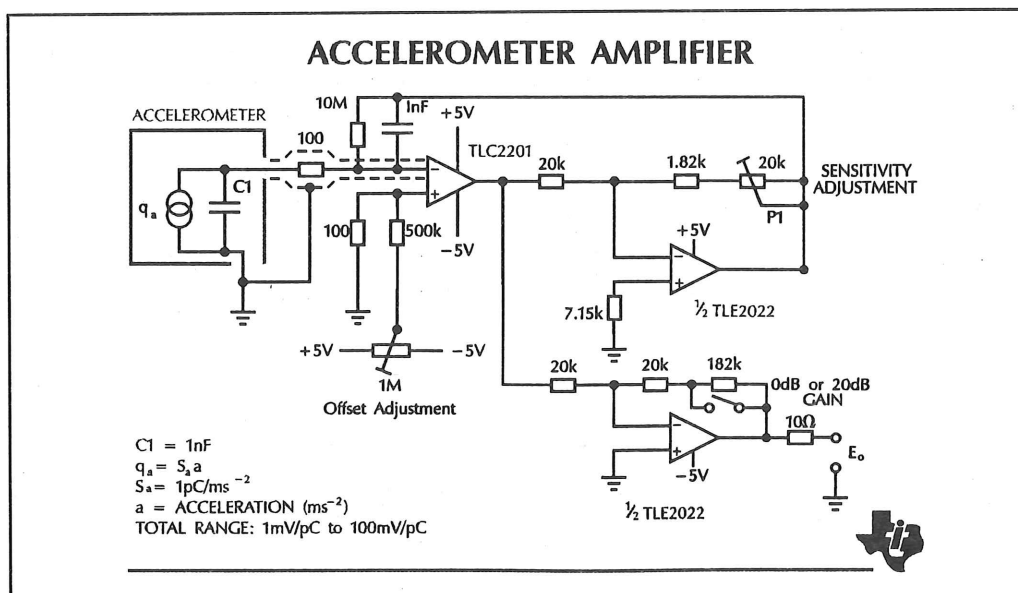 ACCELEROMETER AMPLIFIER
ACCELEROMETER
10M
1nF
+5V
100
TLC2201
C1
qa
−
+
100
500k
−5V
20k
1.82k
20k
P1
SENSITIVITY
ADJUSTMENT
+5V
−
+
7.15k
½ TLE2022
+5V
−5V
1M
Offset Adjustment
20k
20k
182k
0dB or 20dB
GAIN
−
+
−5V
10Ω
Eo
½ TLE2022
C1 = 1nF
qa = Sa a
Sa = 1pC/ms⁻²
a = ACCELERATION (ms⁻²)
TOTAL RANGE: 1mV/pC to 100mV/pC